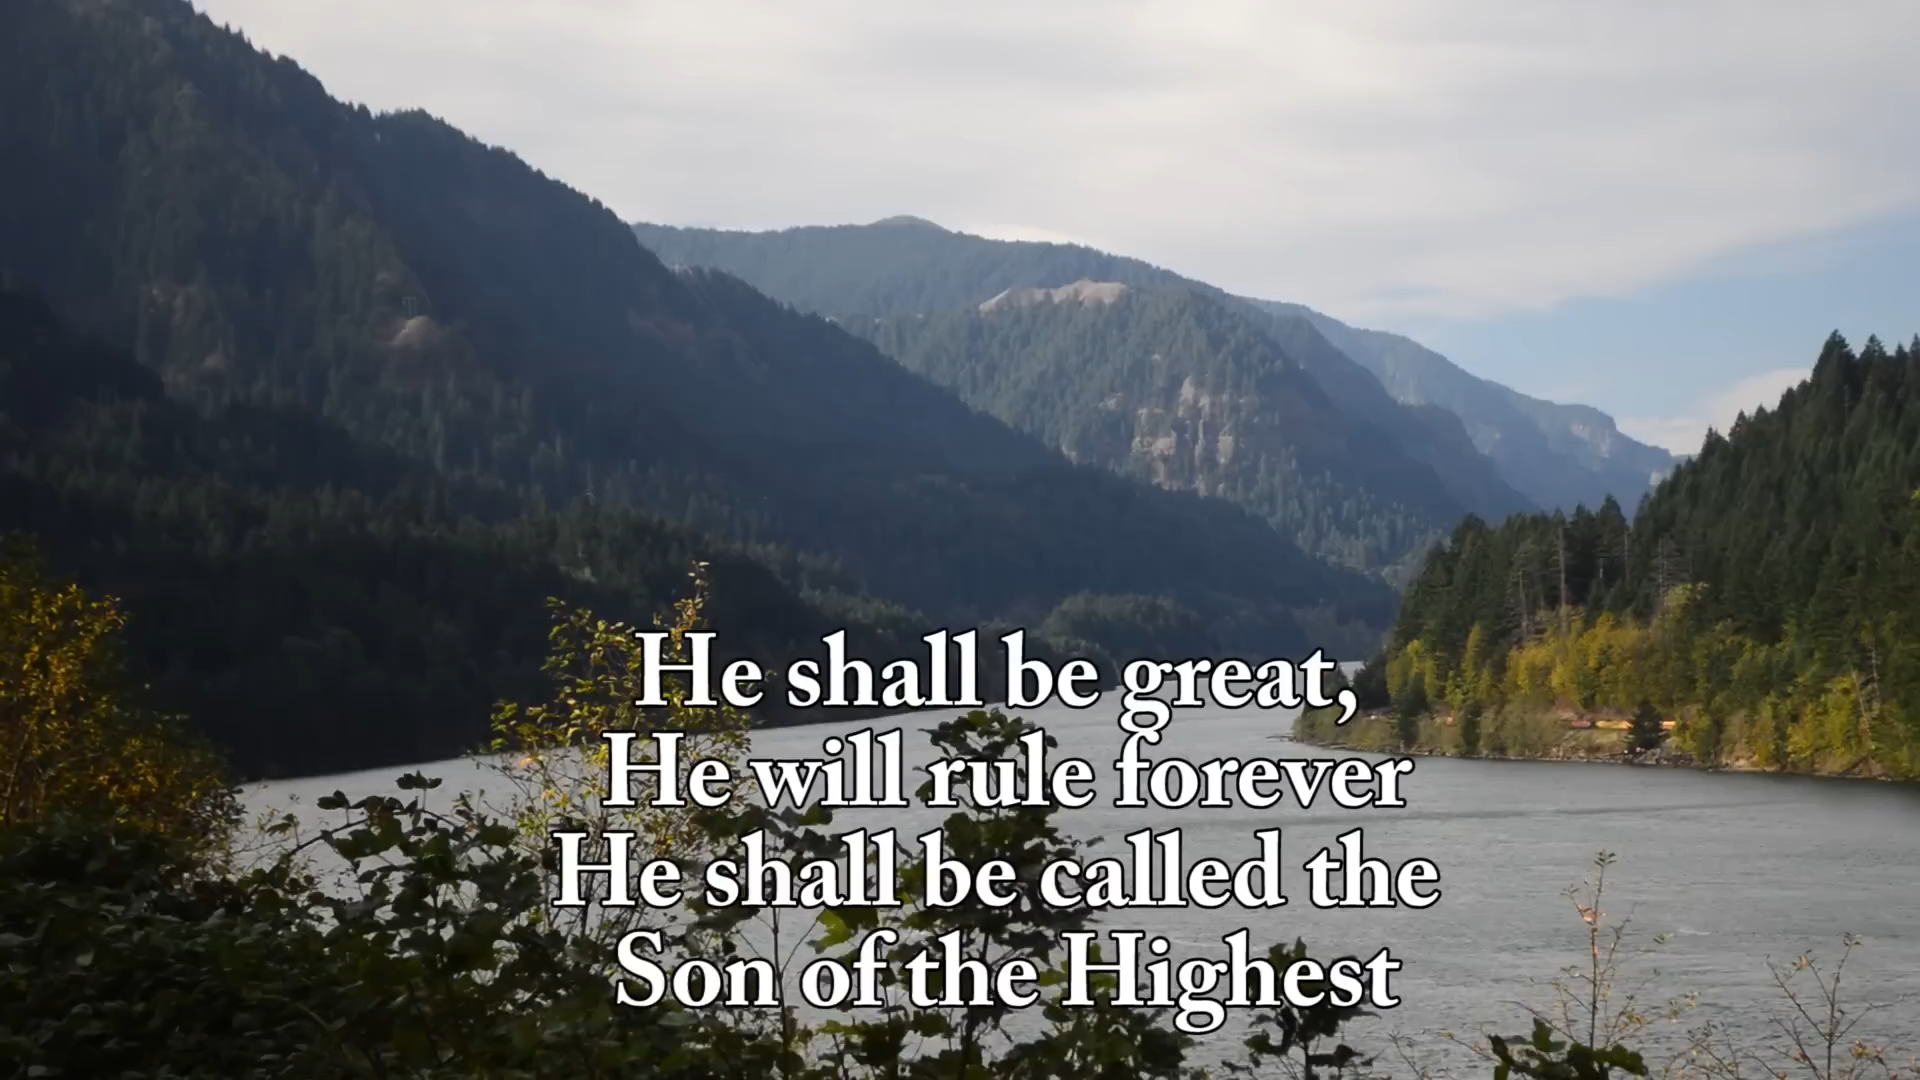 He shall be great,
He will rule forever
He shall be called the
Son of the Highest